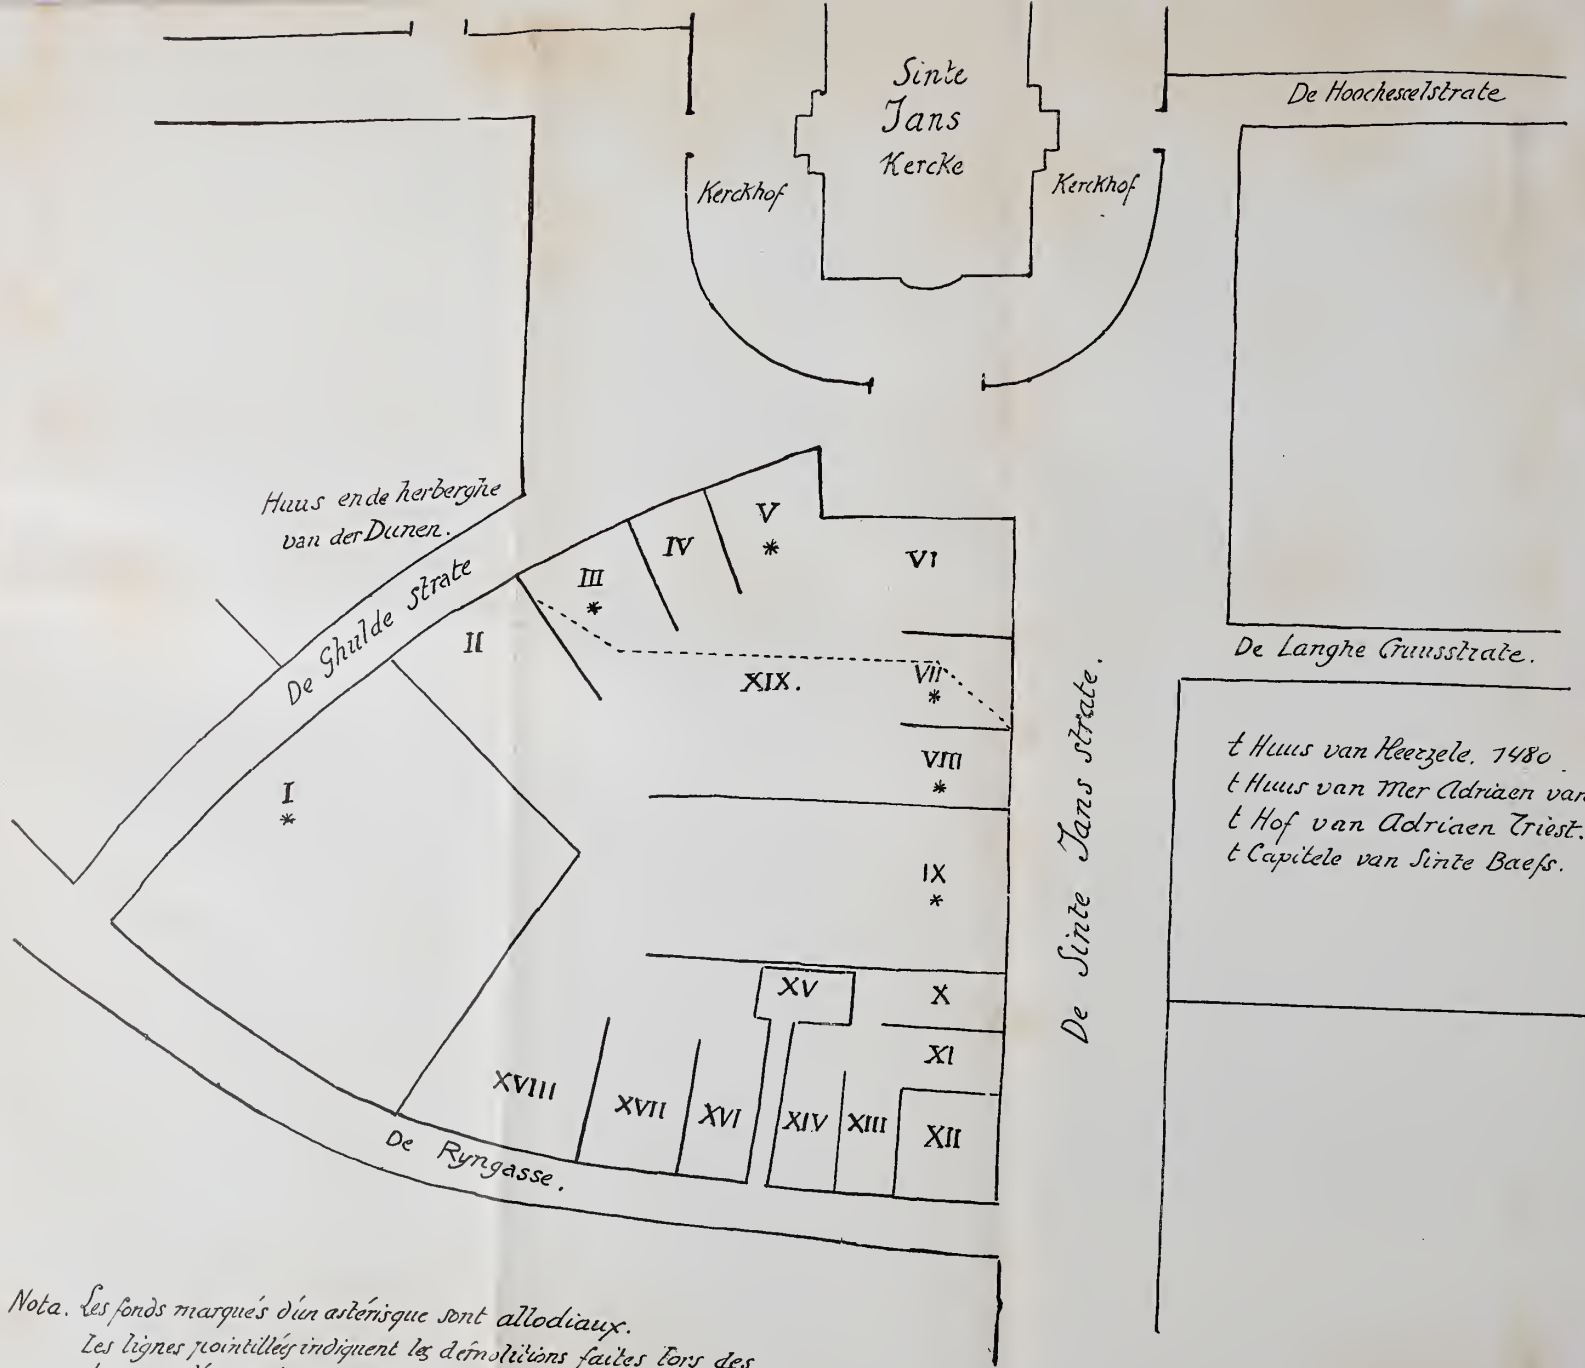 Sinte
Jans
Kercke
De Hoochescelstrate
Kerckhof
Kerckhof
Huus ende herberghe
van der Dunen.
De Ghulde strate
V
*
IV
III
*
VI
II
XIX.
VII
*
VIII
*
De Langhe Cruusstrate.
De Sinte Jans strate.
t Huus van Heerzele. 1480.
t Huus van Mer Adriaen van
t Hof van Adriaen Triest.
t Capitele van Sinte Baefs.
I
*
IX
*
XV
X
XI
XVIII
XVII
XVI
XIV
XIII
XII
De Ryngasse.
Nota. Les fonds marqués d'un astérisque sont allodiaux.
Les lignes pointillées indiquent les démolitions faites lors des